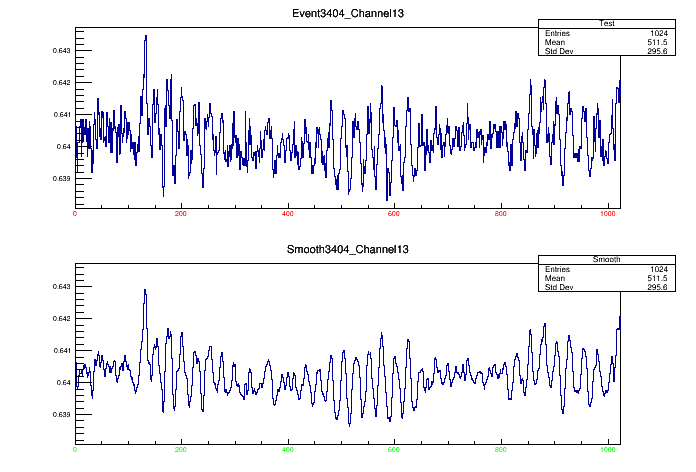 Event3404_Channel13
Test
Entries 1024
Mean 511.5
Std Dev 295.6
0.643
0.642
0.641
0.64
0.639
0 200 400 600 800 1000
Smooth3404_Channel13
Smooth
Entries 1024
Mean 511.5
Std Dev 295.6
0.643
0.642
0.641
0.64
0.639
0 200 400 600 800 1000